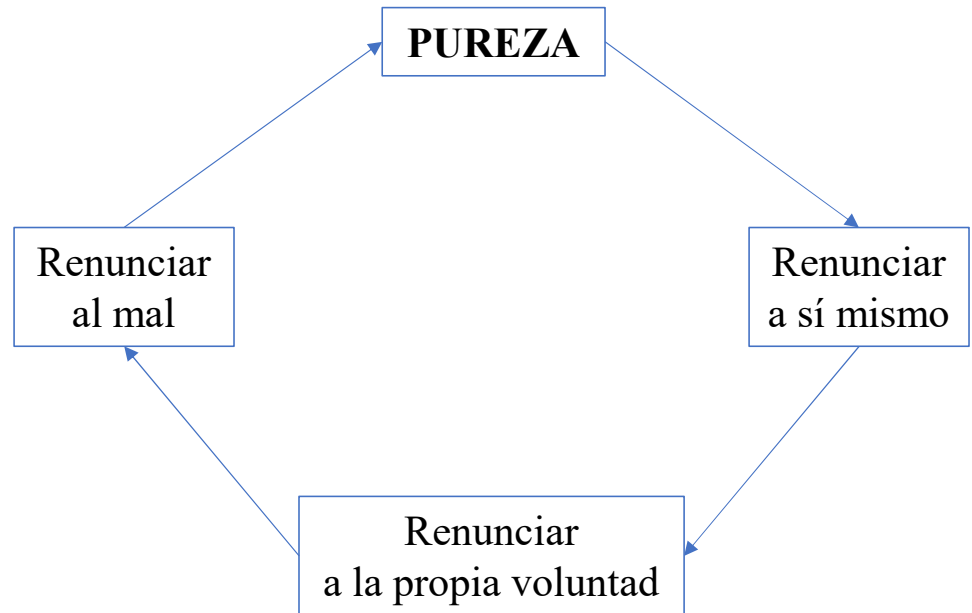 PUREZA
Renunciar
al mal
Renunciar
a sí mismo
Renunciar
a la propia voluntad